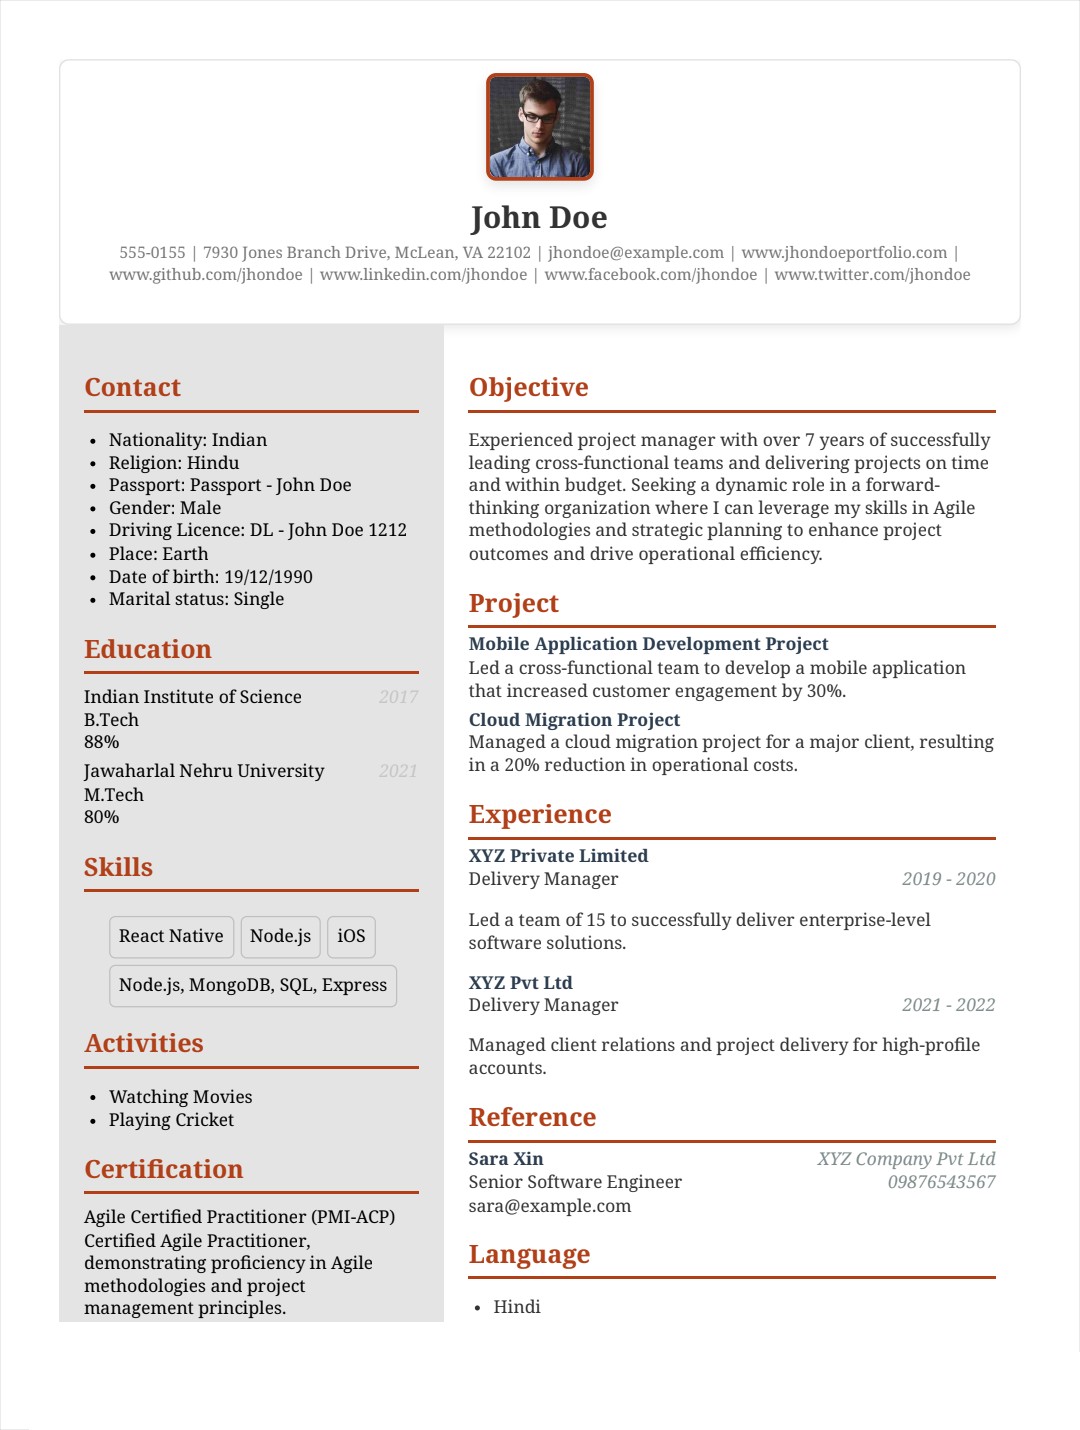 John Doe
555-0155 | 7930 Jones Branch Drive, McLean, VA 22102 | jhondoe@example.com | www.jhondoeportfolio.com |
www.github.com/jhondoe | www.linkedin.com/jhondoe | www.facebook.com/jhondoe | www.twitter.com/jhondoe
Contact
• Nationality: Indian
• Religion: Hindu
• Passport: Passport - John Doe
• Gender: Male
• Driving Licence: DL - John Doe 1212
• Place: Earth
• Date of birth: 19/12/1990
• Marital status: Single
Education
Indian Institute of Science 2017
B.Tech
88%
Jawaharlal Nehru University 2021
M.Tech
80%
Skills
React Native Node.js iOS
Node.js, MongoDB, SQL, Express
Activities
• Watching Movies
• Playing Cricket
Certification
Agile Certified Practitioner (PMI-ACP)
Certified Agile Practitioner,
demonstrating proficiency in Agile
methodologies and project
management principles.
Objective
Experienced project manager with over 7 years of successfully
leading cross-functional teams and delivering projects on time
and within budget. Seeking a dynamic role in a forward-
thinking organization where I can leverage my skills in Agile
methodologies and strategic planning to enhance project
outcomes and drive operational efficiency.
Project
Mobile Application Development Project
Led a cross-functional team to develop a mobile application
that increased customer engagement by 30%.
Cloud Migration Project
Managed a cloud migration project for a major client, resulting
in a 20% reduction in operational costs.
Experience
XYZ Private Limited
Delivery Manager 2019 - 2020
Led a team of 15 to successfully deliver enterprise-level
software solutions.
XYZ Pvt Ltd
Delivery Manager 2021 - 2022
Managed client relations and project delivery for high-profile
accounts.
Reference
Sara Xin XYZ Company Pvt Ltd
Senior Software Engineer 09876543567
sara@example.com
Language
• Hindi